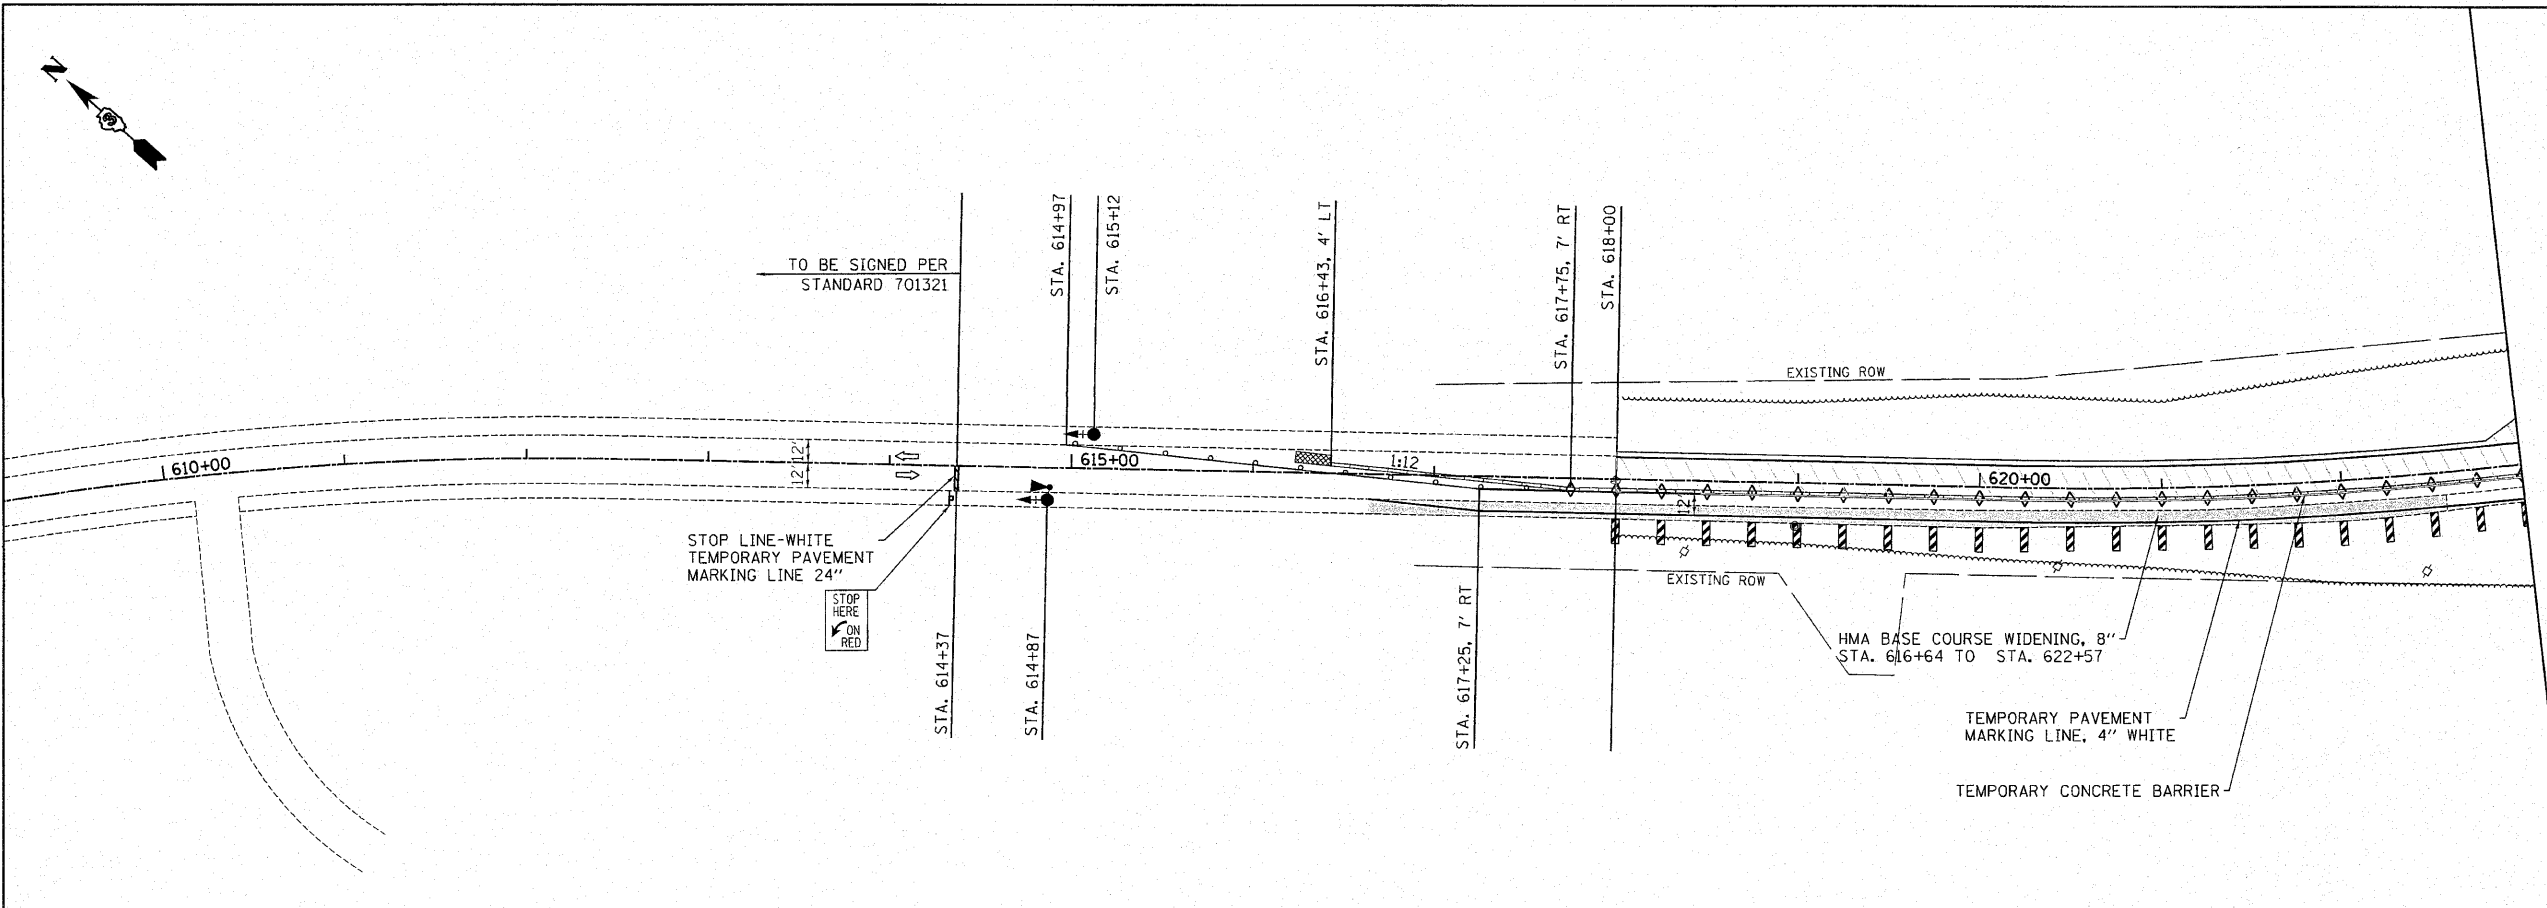 N
3
TO BE SIGNED PER
STANDARD 701321
STA. 614+97
STA. 615+12
STA. 616+43, 4' LT
STA. 617+75, 7' RT
STA. 618+00
EXISTING ROW
610+00
12'
12'
615+00
1:12
620+00
12'
STOP LINE-WHITE
TEMPORARY PAVEMENT
MARKING LINE 24"
STOP
HERE
ON
RED
STA. 614+37
STA. 614+87
STA. 617+25, 7' RT
EXISTING ROW
HMA BASE COURSE WIDENING, 8"
STA. 616+64 TO STA. 622+57
TEMPORARY PAVEMENT
MARKING LINE, 4" WHITE
TEMPORARY CONCRETE BARRIER